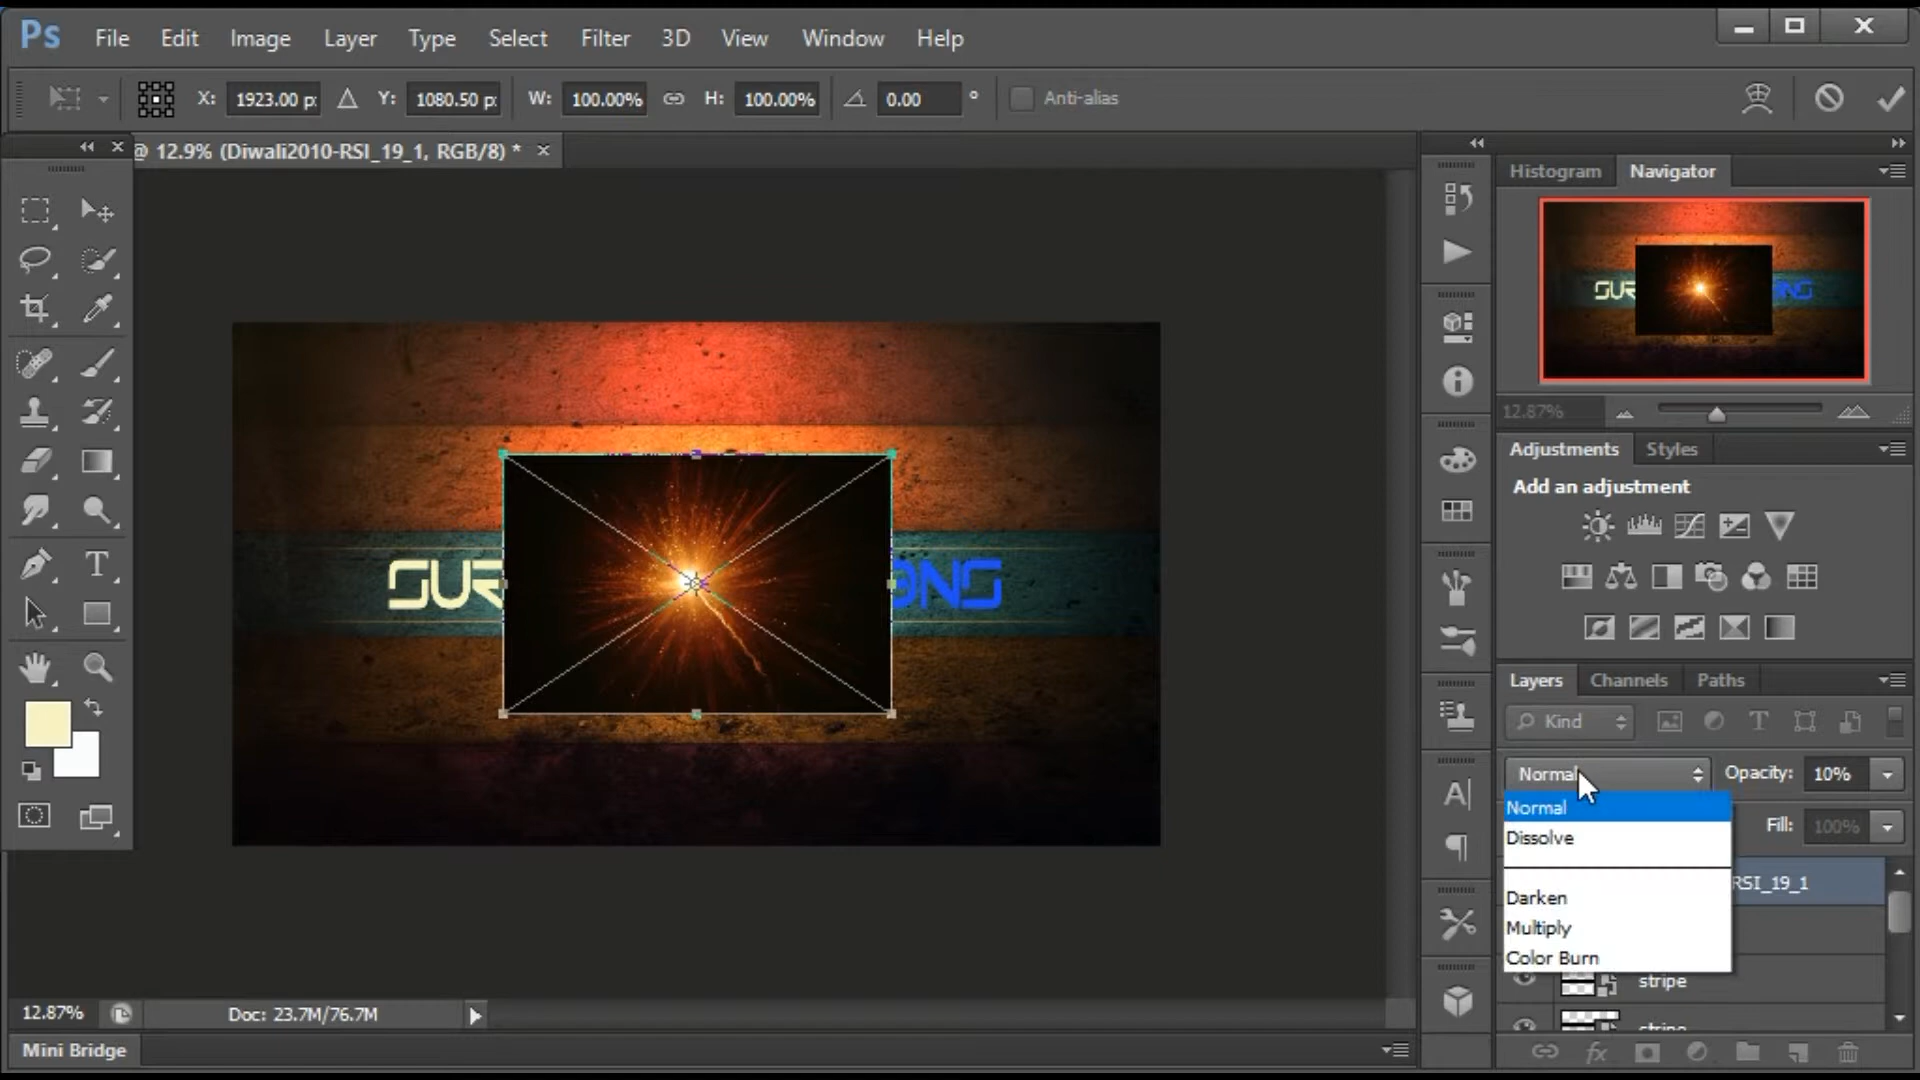 Ps File Edit Image Layer Type Select Filter 3D View Window Help
X: 1923.00 p Y: 1080.50 p W: 100.00% H: 100.00% 0.00 ° Anti-alias
@ 12.9% (Diwali2010-RSI_19_1, RGB/8) * ×
Histogram Navigator
12.87%
Adjustments Styles
Add an adjustment
Layers Channels Paths
Kind
Normal Opacity: 10%
Normal
Fill: 100%
Dissolve
RSI_19_1
Darken
Multiply
Color Burn
stripe
stripe
SUR
ONS
12.87% Doc: 23.7M/76.7M
Mini Bridge